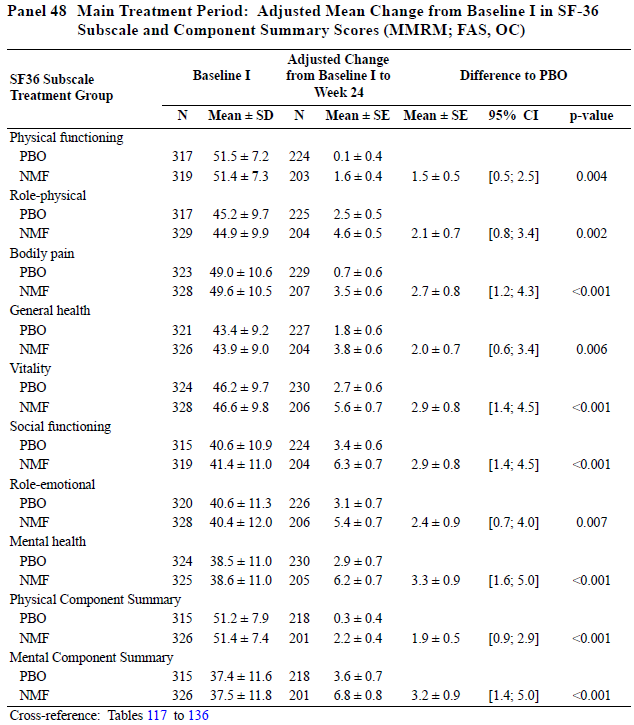 Panel 48 Main Treatment Period: Adjusted Mean Change from Baseline I in SF-36
Subscale and Component Summary Scores (MMRM; FAS, OC)
SF36 Subscale
Treatment Group
Baseline I
Adjusted Change
from Baseline I to
Week 24
Difference to PBO
N Mean ± SD N Mean ± SE Mean ± SE 95% CI p-value
Physical functioning
PBO 317 51.5 ± 7.2 224 0.1 ± 0.4
NMF 319 51.4 ± 7.3 203 1.6 ± 0.4 1.5 ± 0.5 [0.5; 2.5] 0.004
Role-physical
PBO 317 45.2 ± 9.7 225 2.5 ± 0.5
NMF 329 44.9 ± 9.9 204 4.6 ± 0.5 2.1 ± 0.7 [0.8; 3.4] 0.002
Bodily pain
PBO 323 49.0 ± 10.6 229 0.7 ± 0.6
NMF 328 49.6 ± 10.5 207 3.5 ± 0.6 2.7 ± 0.8 [1.2; 4.3] <0.001
General health
PBO 321 43.4 ± 9.2 227 1.8 ± 0.6
NMF 326 43.9 ± 9.0 204 3.8 ± 0.6 2.0 ± 0.7 [0.6; 3.4] 0.006
Vitality
PBO 324 46.2 ± 9.7 230 2.7 ± 0.6
NMF 328 46.6 ± 9.8 206 5.6 ± 0.7 2.9 ± 0.8 [1.4; 4.5] <0.001
Social functioning
PBO 315 40.6 ± 10.9 224 3.4 ± 0.6
NMF 319 41.4 ± 11.0 204 6.3 ± 0.7 2.9 ± 0.8 [1.4; 4.5] <0.001
Role-emotional
PBO 320 40.6 ± 11.3 226 3.1 ± 0.7
NMF 328 40.4 ± 12.0 206 5.4 ± 0.7 2.4 ± 0.9 [0.7; 4.0] 0.007
Mental health
PBO 324 38.5 ± 11.0 230 2.9 ± 0.7
NMF 325 38.6 ± 11.0 205 6.2 ± 0.7 3.3 ± 0.9 [1.6; 5.0] <0.001
Physical Component Summary
PBO 315 51.2 ± 7.9 218 0.3 ± 0.4
NMF 326 51.4 ± 7.4 201 2.2 ± 0.4 1.9 ± 0.5 [0.9; 2.9] <0.001
Mental Component Summary
PBO 315 37.4 ± 11.6 218 3.6 ± 0.7
NMF 326 37.5 ± 11.8 201 6.8 ± 0.8 3.2 ± 0.9 [1.4; 5.0] <0.001
Cross-reference: Tables 117 to 136